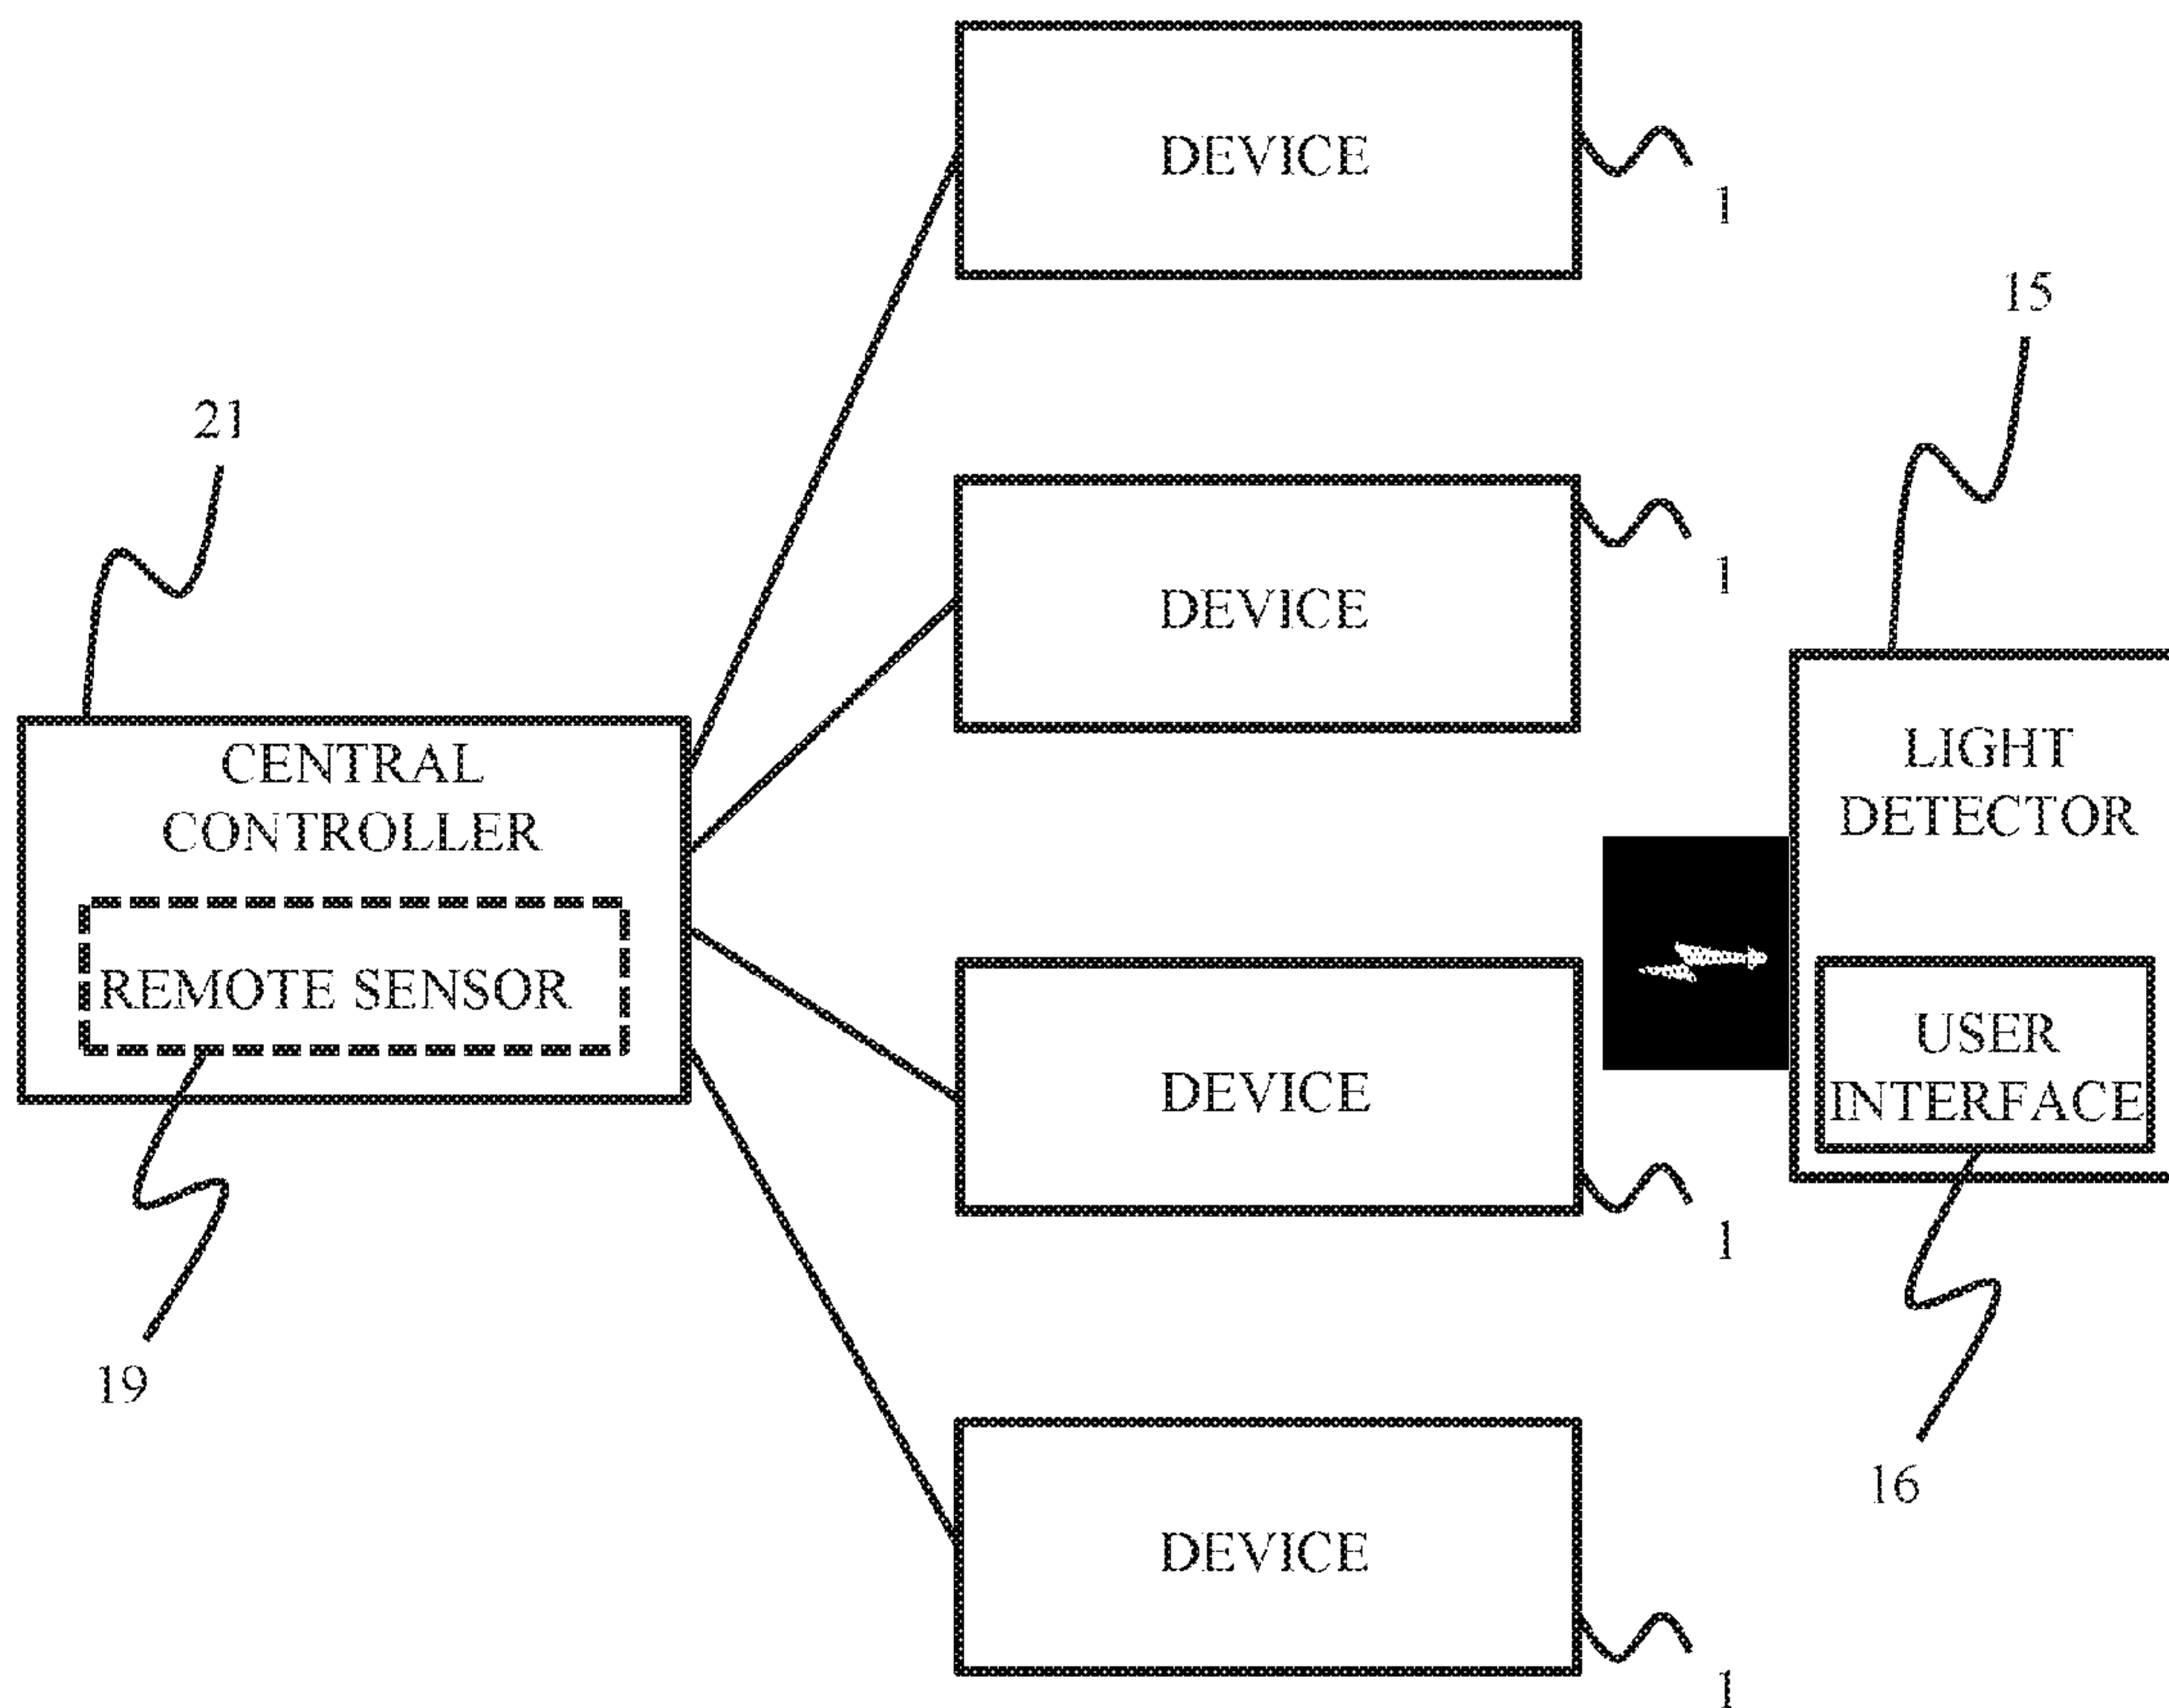 DEVICE
1
15
21
DEVICE
1
CENTRAL
CONTROLLER
REMOTE SENSOR
LIGHT
DETECTOR
USER
INTERFACE
DEVICE
1
19
16
DEVICE
1